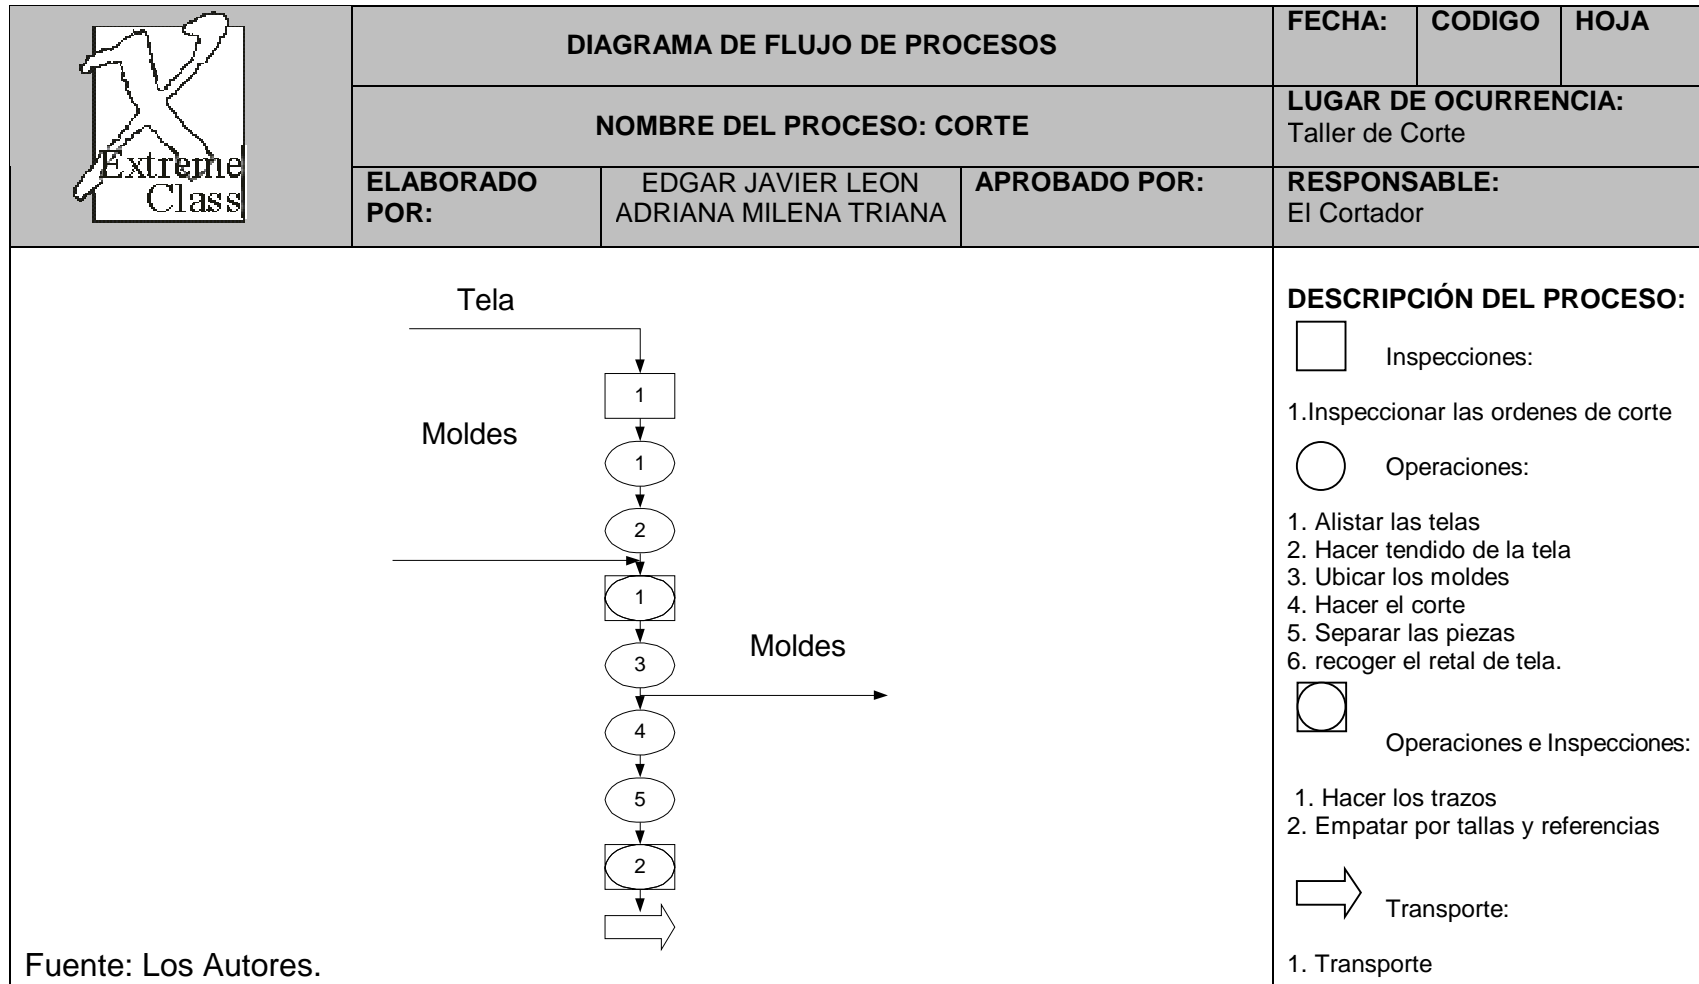 Extreme
Class
DIAGRAMA DE FLUJO DE PROCESOS
FECHA:
CODIGO
HOJA
NOMBRE DEL PROCESO: CORTE
LUGAR DE OCURRENCIA:
Taller de Corte
ELABORADO
POR:
EDGAR JAVIER LEON
ADRIANA MILENA TRIANA
APROBADO POR:
RESPONSABLE:
El Cortador
Tela
1
Moldes
1
2
1
3
Moldes
4
5
2
Fuente: Los Autores.
DESCRIPCIÓN DEL PROCESO:
Inspecciones:
1.Inspeccionar las ordenes de corte
Operaciones:
1. Alistar las telas
2. Hacer tendido de la tela
3. Ubicar los moldes
4. Hacer el corte
5. Separar las piezas
6. recoger el retal de tela.
Operaciones e Inspecciones:
1. Hacer los trazos
2. Empatar por tallas y referencias
Transporte:
1. Transporte